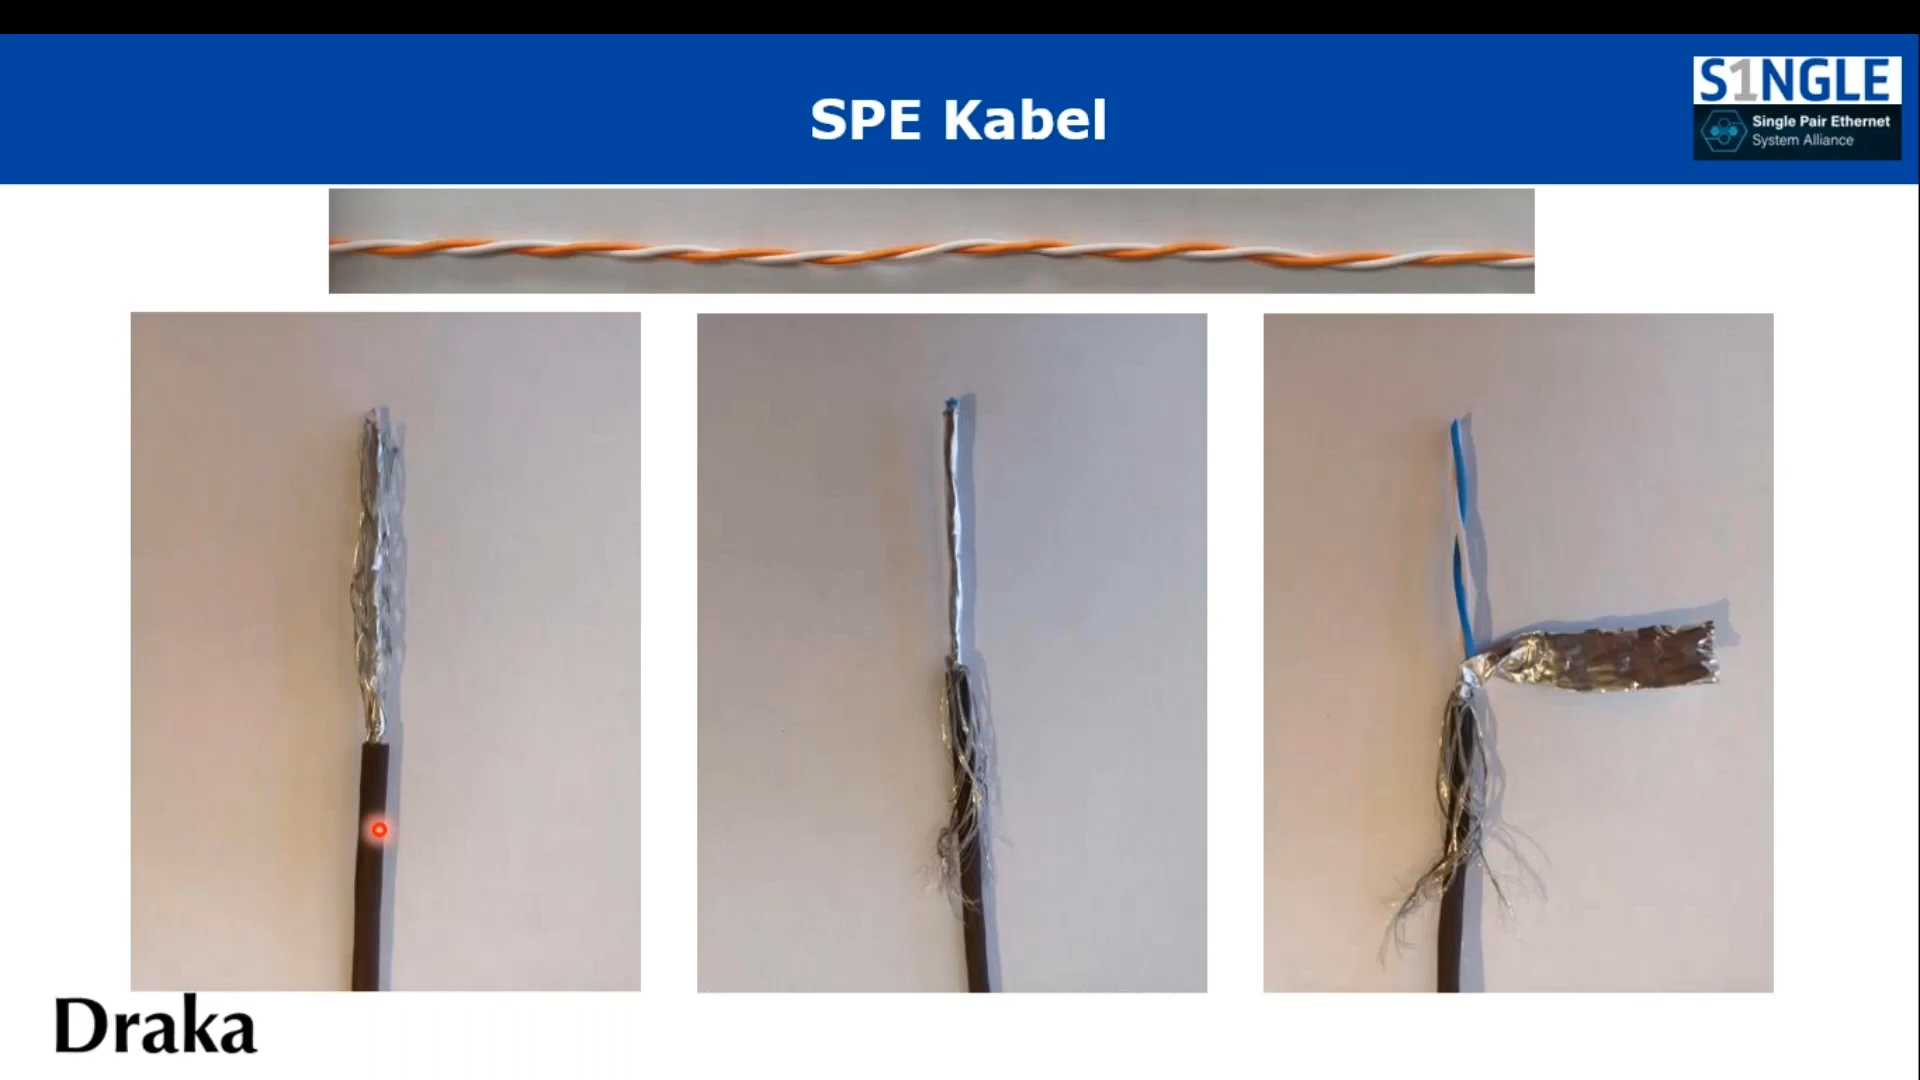 SPE Kabel
S1NGLE
Single Pair Ethernet
System Alliance
Draka